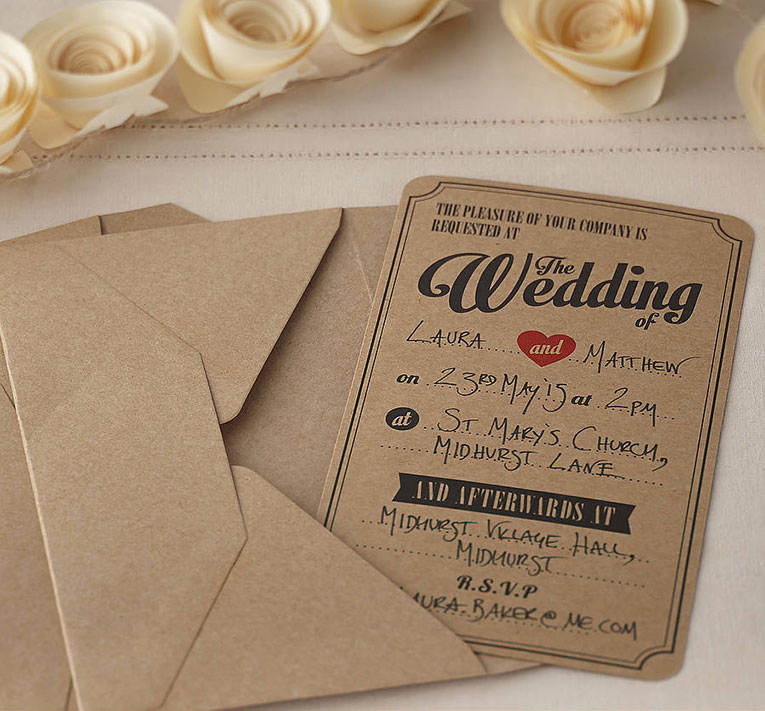 THE PLEASURE OF YOUR COMPANY IS
REQUESTED AT
The
Wedding
of
LAURA and MATTHEW
on 23RD MAY '15 at 2PM
at ST MARY'S CHURCH,
MIDHURST LANE
AND AFTERWARDS AT
MIDHURST VILLAGE HALL,
MIDHURST
R.S.V.P
LAURA.BAKER@ME.COM